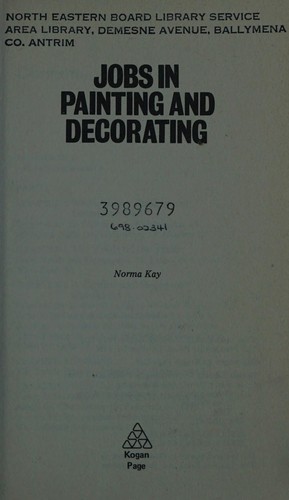 NORTH EASTERN BOARD LIBRARY SERVICE
AREA LIBRARY, DEMESNE AVENUE, BALLYMENA
CO. ANTRIM
JOBS IN
PAINTING AND
DECORATING
3989679
698.02341
Norma Kay
Kogan
Page